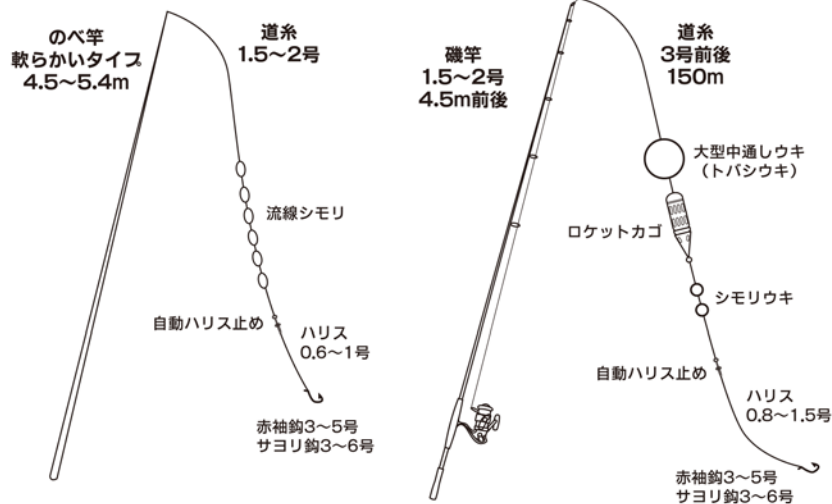 のべ竿
軟らかいタイプ
4.5〜5.4m
道糸
1.5〜2号
流線シモリ
自動ハリス止め
ハリス
0.6〜1号
赤袖鈎3〜5号
サヨリ鈎3〜6号
磯竿
1.5〜2号
4.5m前後
道糸
3号前後
150m
大型中通しウキ
（トバシウキ）
ロケットカゴ
シモリウキ
自動ハリス止め
ハリス
0.8〜1.5号
赤袖鈎3〜5号
サヨリ鈎3〜6号